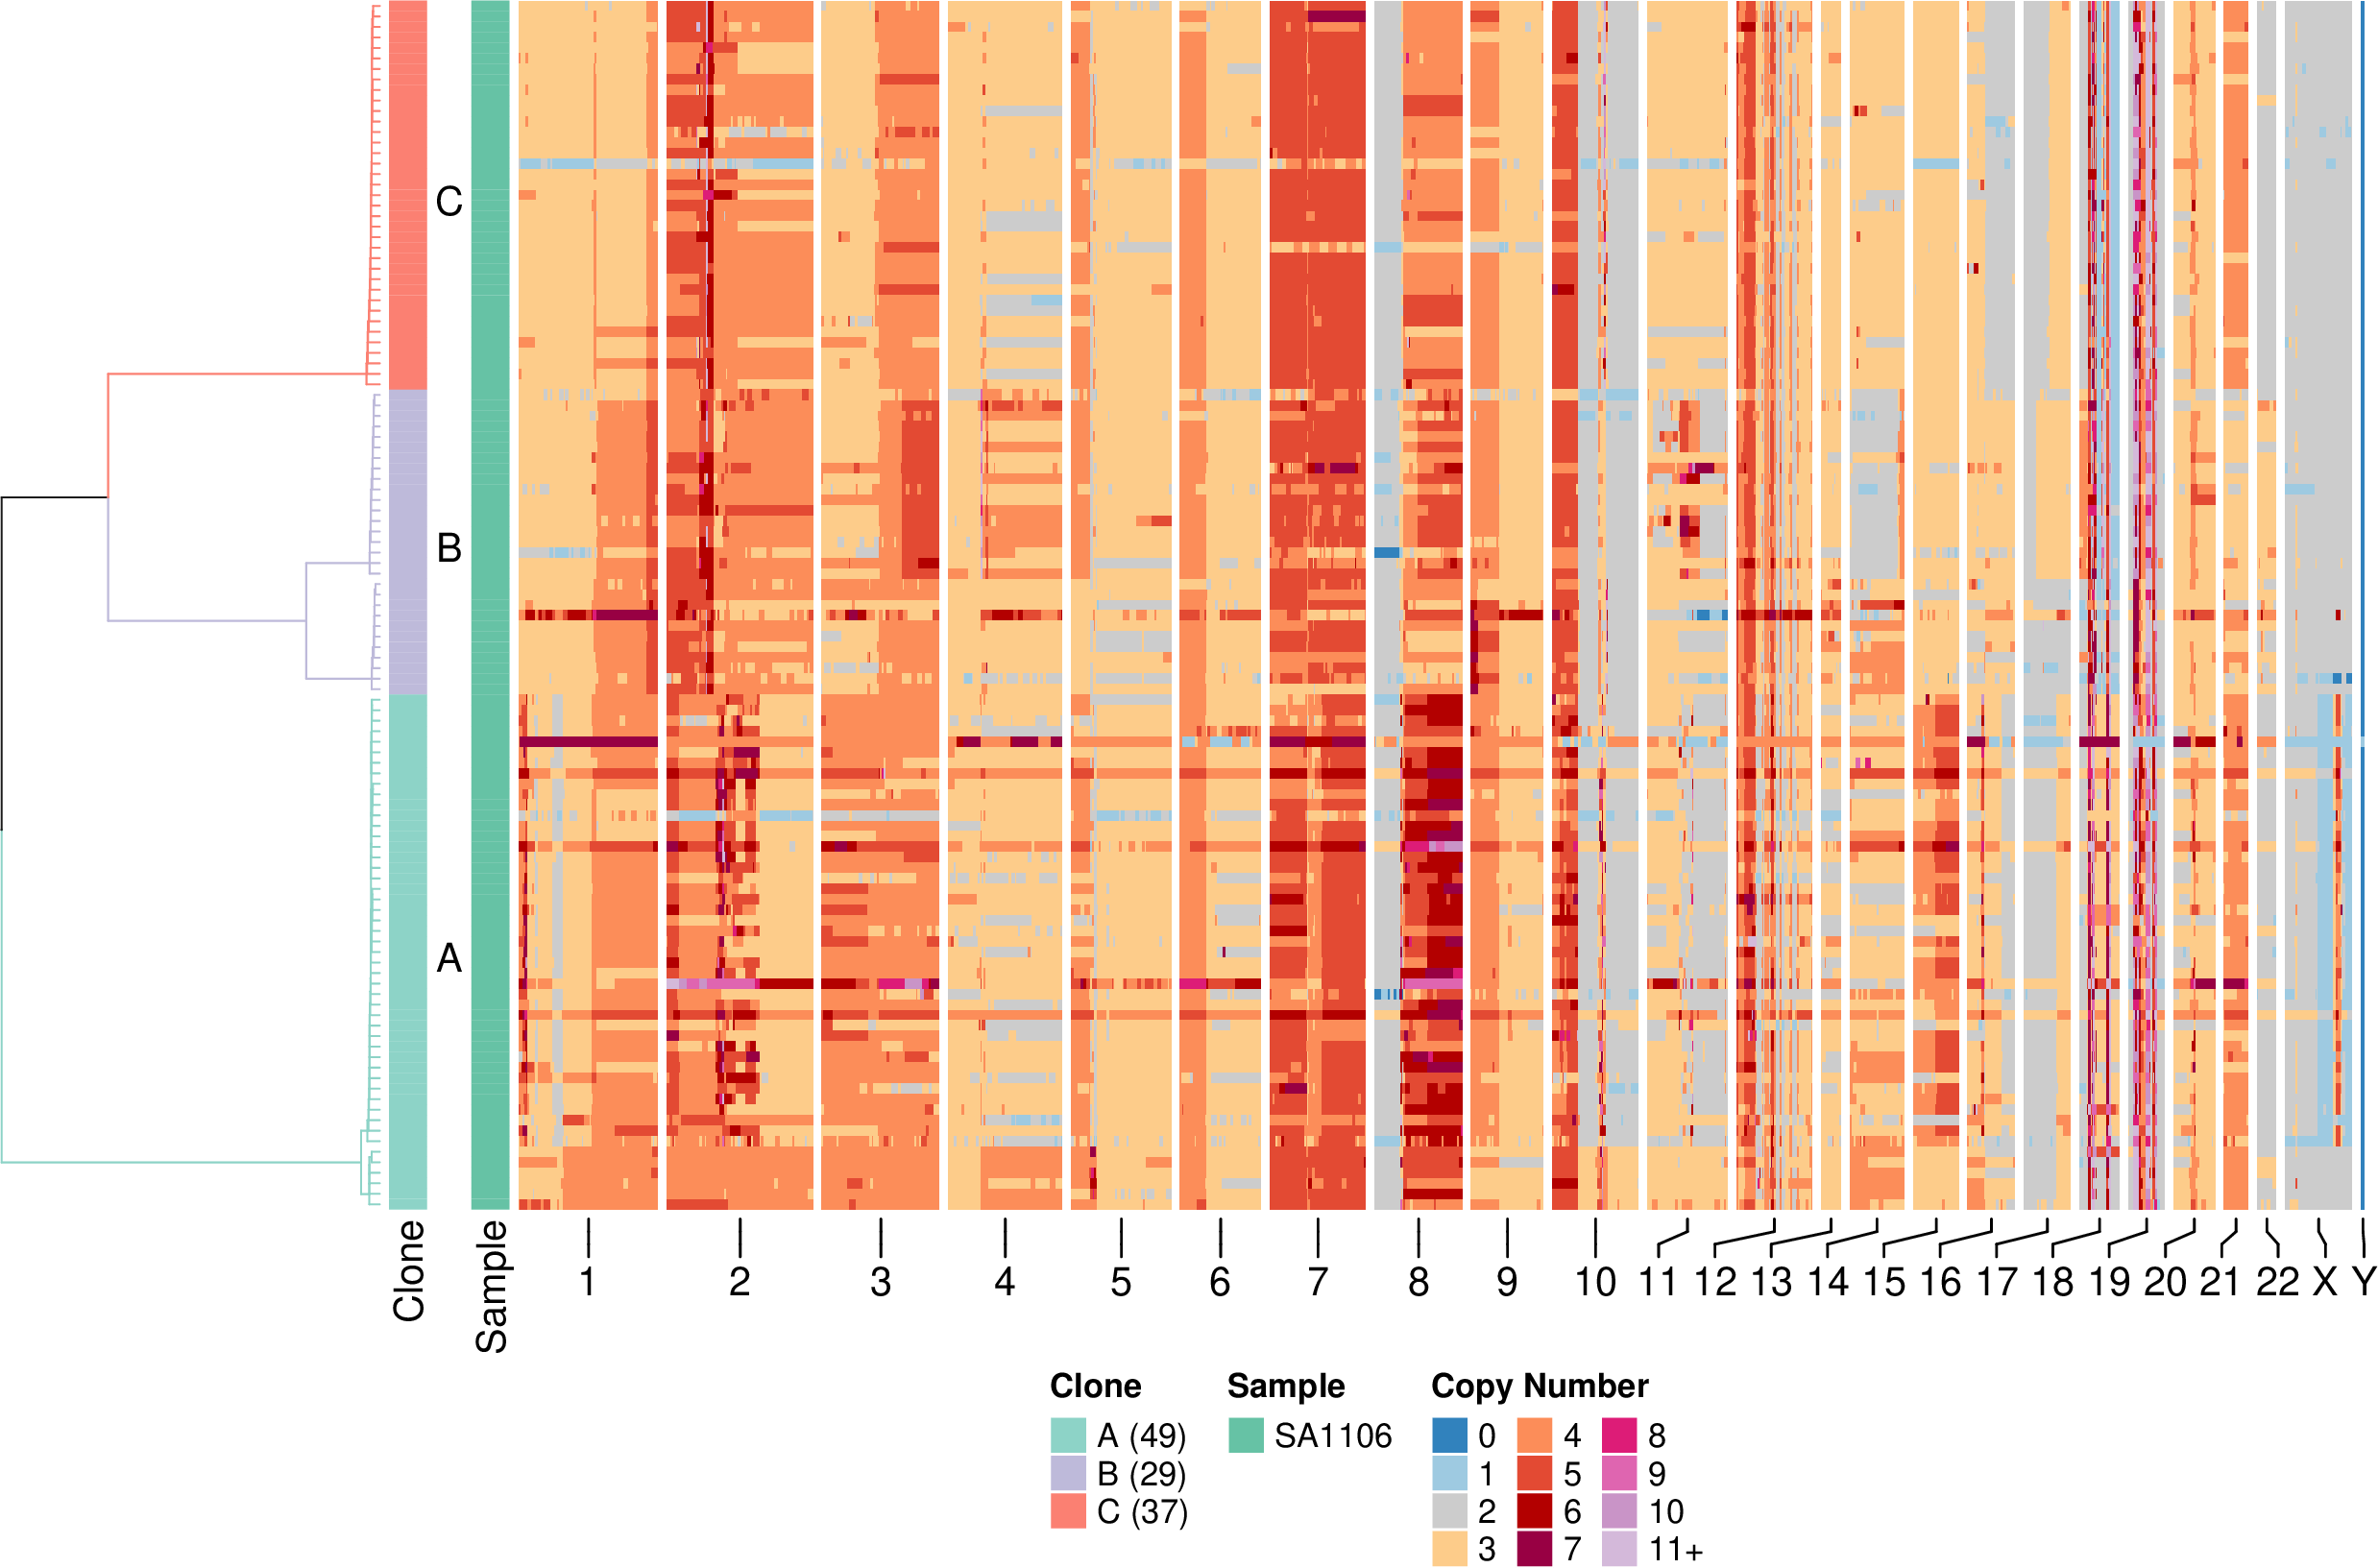 C
B
A
Clone
Sample
1 2 3 4 5 6 7 8 9 10 11 12 13 14 15 16 17 18 19 20 21 22 X Y
Clone Sample Copy Number
A (49) SA1106 0 4 8
B (29) 1 5 9
C (37) 2 6 10
3 7 11+